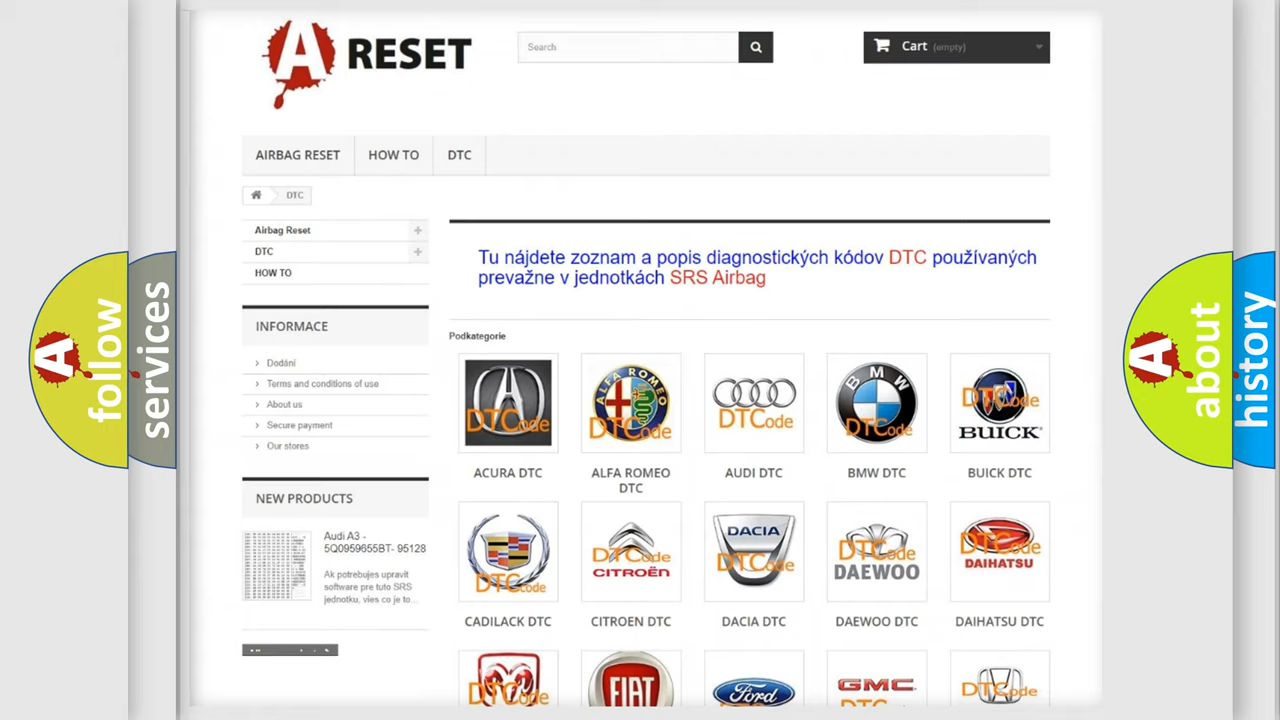 A RESET
Search
Cart (empty)
AIRBAG RESET
HOW TO
DTC
DTC
Airbag Reset
DTC
HOW TO
Tu nájdete zoznam a popis diagnostických kódov DTC používaných
prevažne v jednotkách SRS Airbag
INFORMACE
Dodání
Terms and conditions of use
About us
Secure payment
Our stores
Podkategorie
DTCode
ALFA ROMEO
DTCode
DTCode
BMW
DTCode
DTCode
BUICK
ACURA DTC
ALFA ROMEO
DTC
AUDI DTC
BMW DTC
BUICK DTC
NEW PRODUCTS
Audi A3 -
5Q0959655BT- 95128
Ak potrebujes upravit
software pre tuto SRS
jednotku, vies co je to...
DTCode
DTCode
CITROËN
DACIA
DTCode
DTCode
DAEWOO
DTCode
DAIHATSU
CADILACK DTC
CITROEN DTC
DACIA DTC
DAEWOO DTC
DAIHATSU DTC
DTCode
FIAT
Ford
GMC
DTCode
A
follow
services
A
about
history